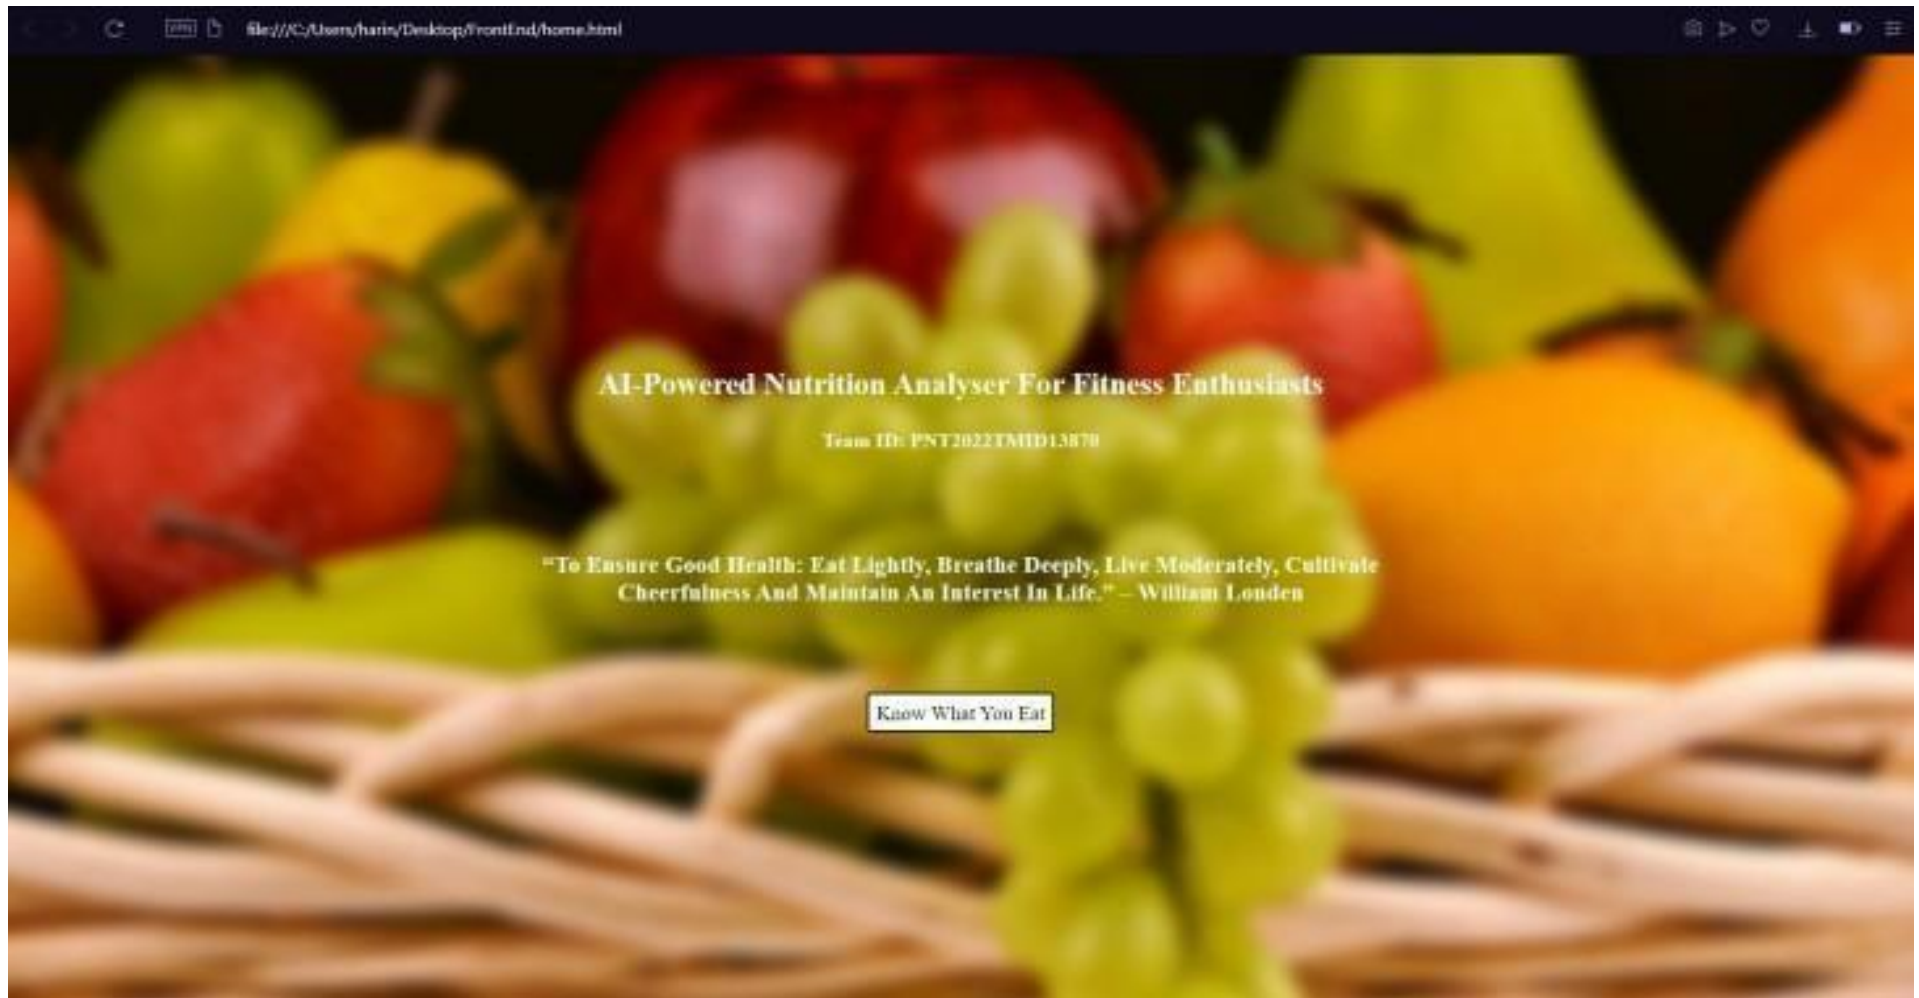 file:///C:/Users/harin/Desktop/FrontEnd/home.html
AI-Powered Nutrition Analyser For Fitness Enthusiasts
Team ID: PNT2022TMID13870
“To Ensure Good Health: Eat Lightly, Breathe Deeply, Live Moderately, Cultivate
Cheerfulness And Maintain An Interest In Life.” – William Londen
Know What You Eat